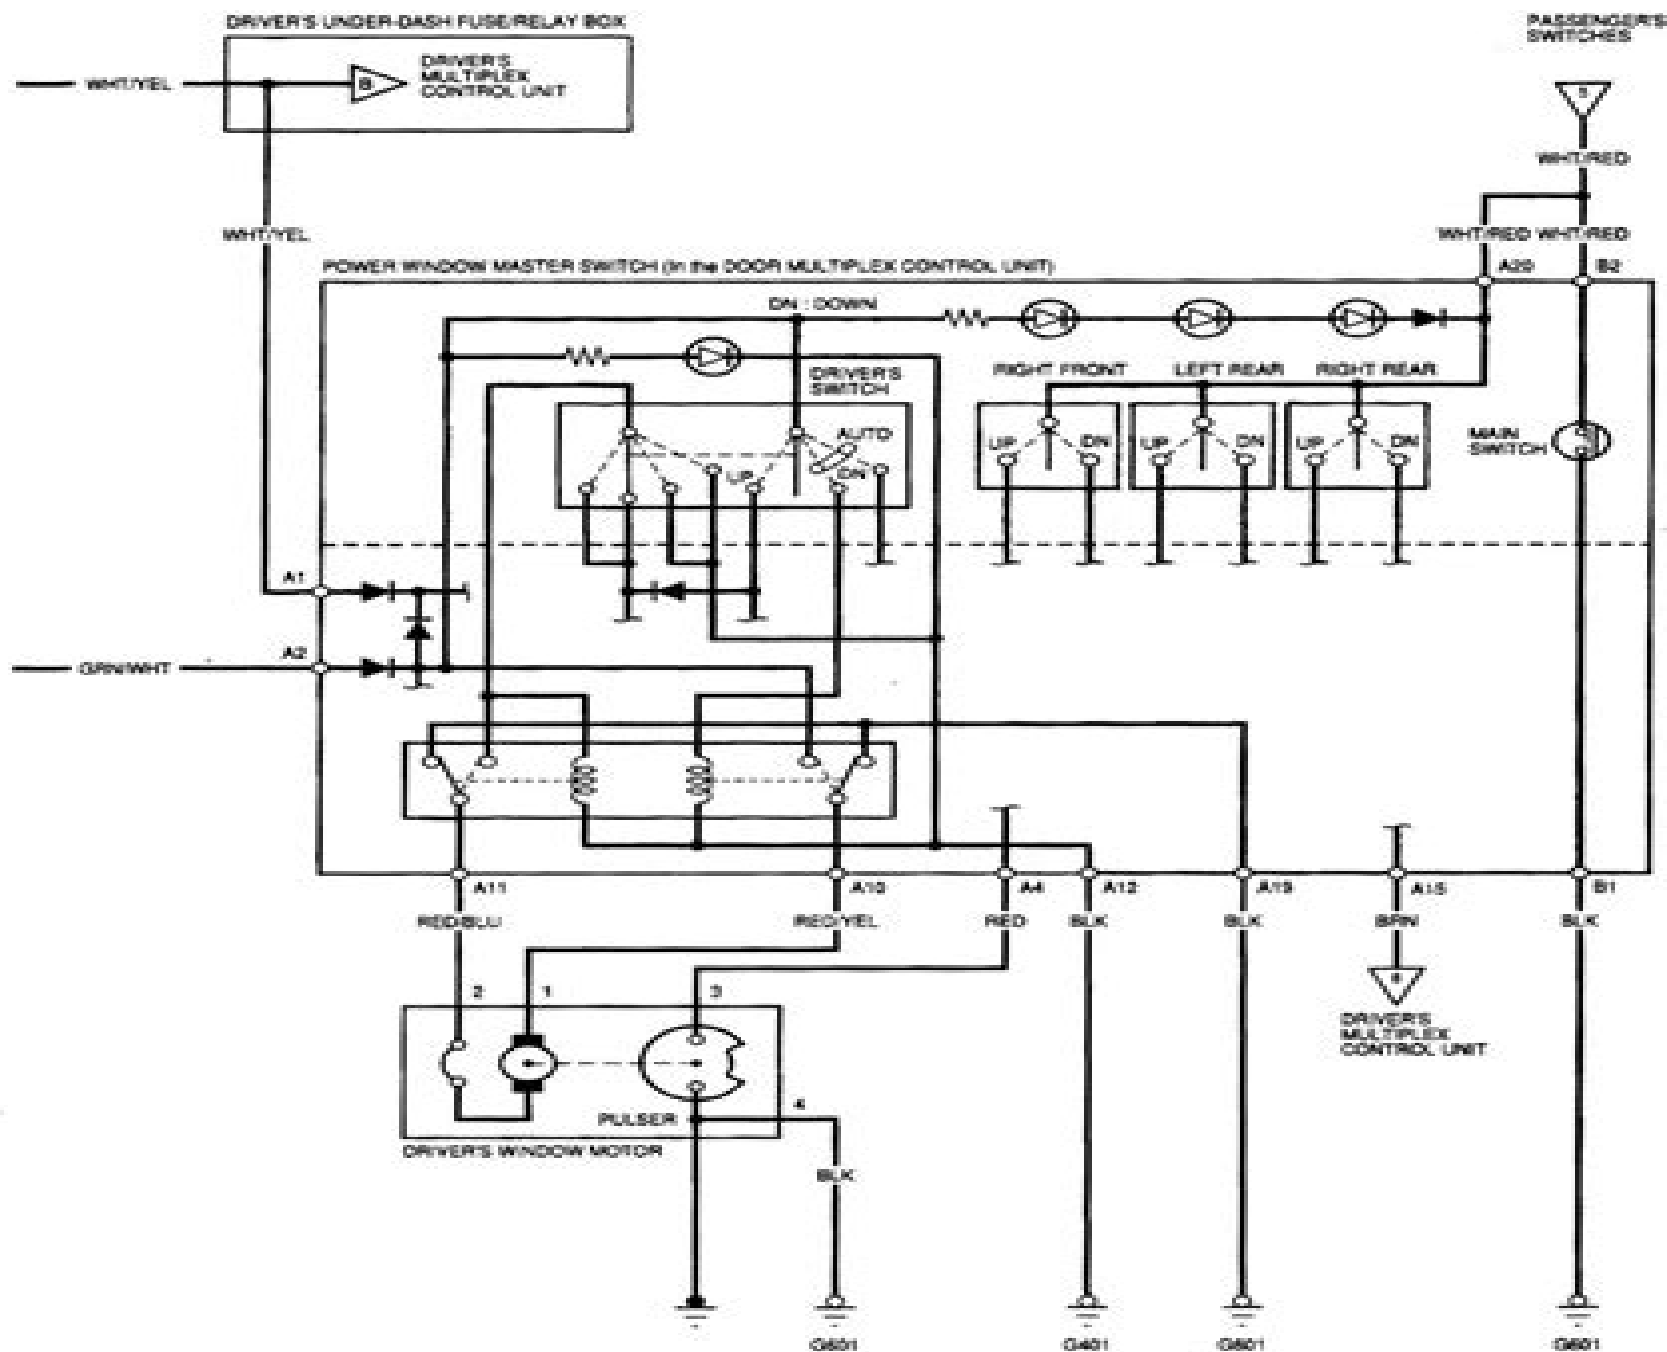 DRIVER'S UNDER-DASH FUSE/RELAY BOX
PASSENGER'S
SWITCHES
WHT/YEL
B
DRIVER'S
MULTIPLEX
CONTROL UNIT
WHT/RED
WHT/YEL
WHT/RED WHT/RED
POWER WINDOW MASTER SWITCH (In the DOOR MULTIPLEX CONTROL UNIT)
A20
B2
DN : DOWN
DRIVER'S
SWITCH
RIGHT FRONT
LEFT REAR
RIGHT REAR
AUTO
UP
DN
UP
DN
UP
DN
UP
DN
MAIN
SWITCH
A1
A2
GRN/WHT
A11
A10
A4
A12
A19
A15
B1
RED/BLU
RED/YEL
RED
BLK
BLK
BRN
BLK
2
1
3
DRIVER'S
MULTIPLEX
CONTROL UNIT
PULSER
4
DRIVER'S WINDOW MOTOR
BLK
G401